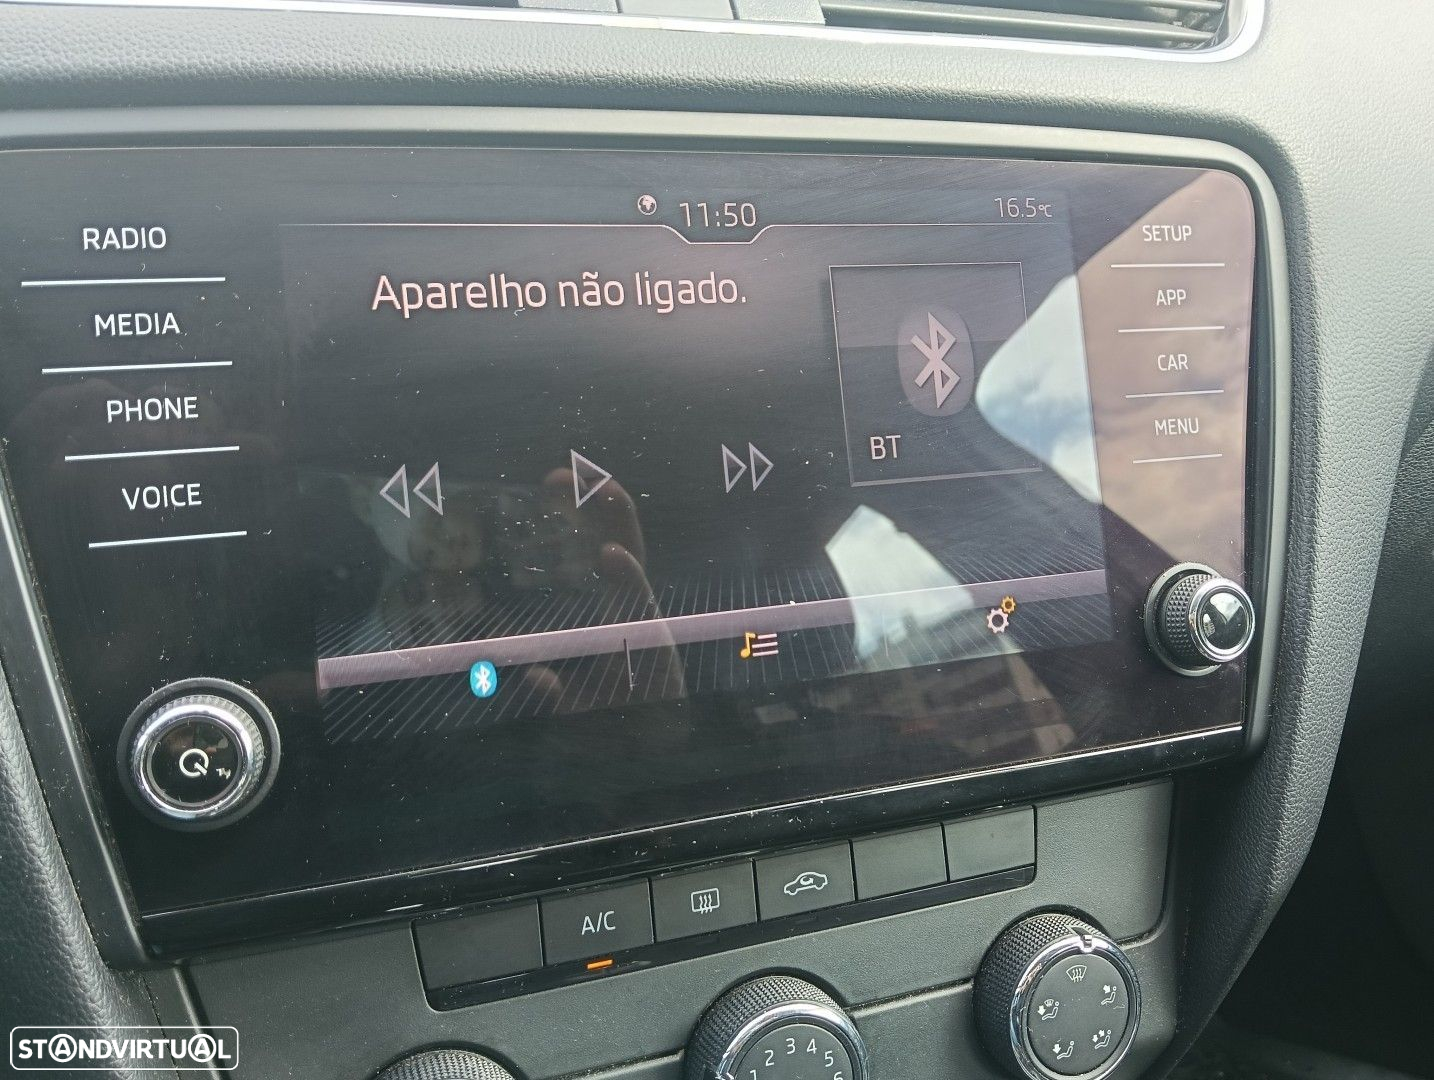 11:50
16.5°C
RADIO
MEDIA
PHONE
VOICE
Aparelho não ligado.
BT
SETUP
APP
CAR
MENU
A/C
1 2 3 4 5 6
STANDVIRTUAL